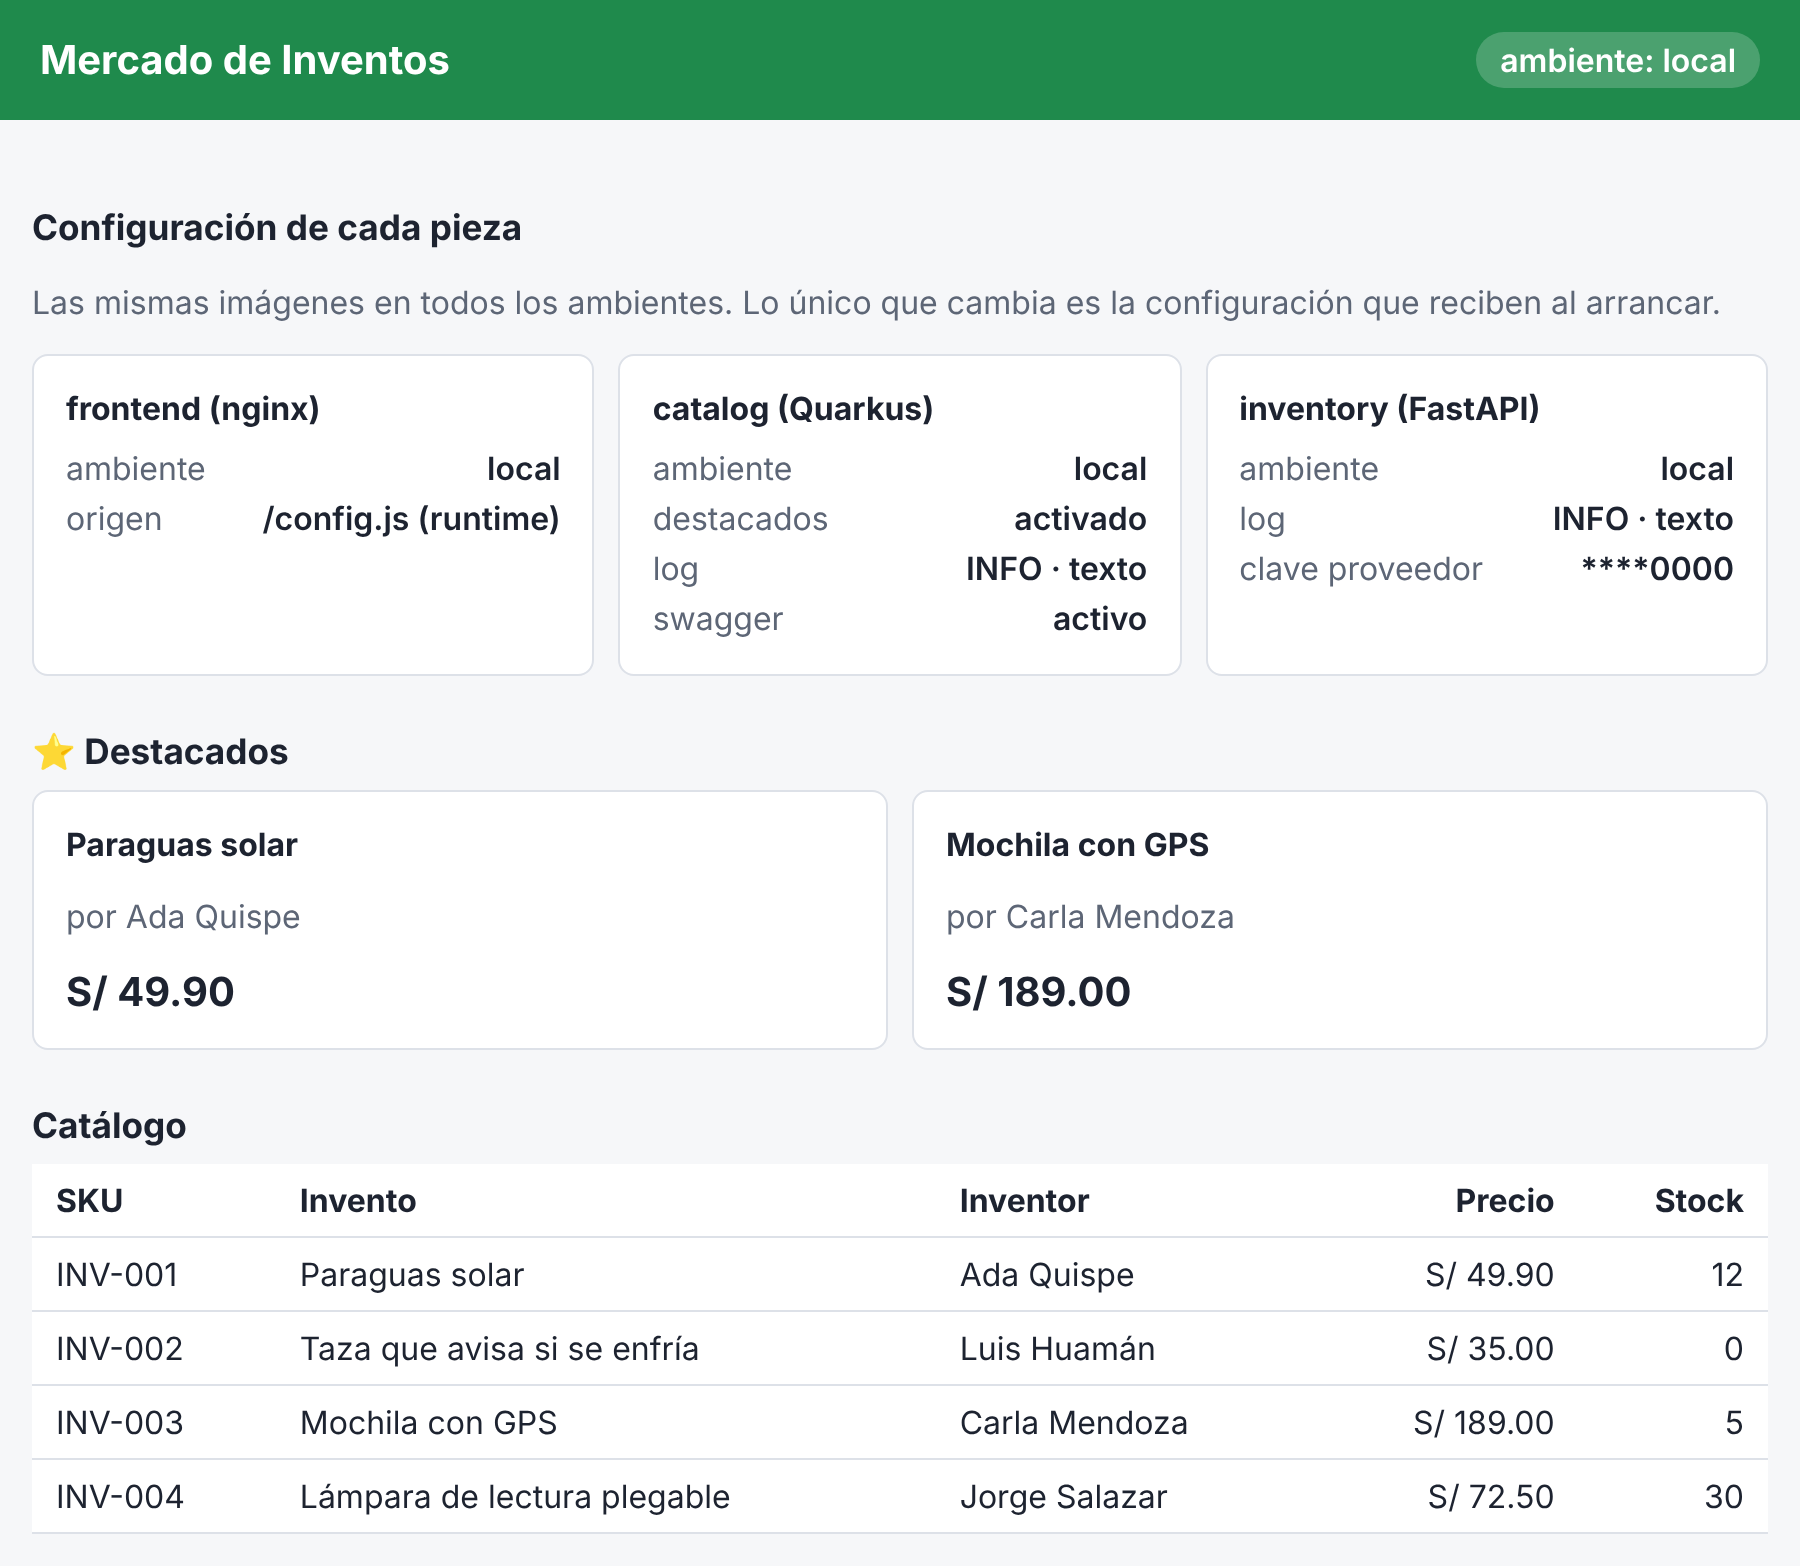 Mercado de Inventos
ambiente: local
Configuración de cada pieza
Las mismas imágenes en todos los ambientes. Lo único que cambia es la configuración que reciben al arrancar.
frontend (nginx)
ambiente local
origen /config.js (runtime)
catalog (Quarkus)
ambiente local
destacados activado
log INFO · texto
swagger activo
inventory (FastAPI)
ambiente local
log INFO · texto
clave proveedor ****0000
⭐ Destacados
Paraguas solar
por Ada Quispe
S/ 49.90
Mochila con GPS
por Carla Mendoza
S/ 189.00
Catálogo
SKU Invento Inventor Precio Stock
INV-001 Paraguas solar Ada Quispe S/ 49.90 12
INV-002 Taza que avisa si se enfría Luis Huamán S/ 35.00 0
INV-003 Mochila con GPS Carla Mendoza S/ 189.00 5
INV-004 Lámpara de lectura plegable Jorge Salazar S/ 72.50 30